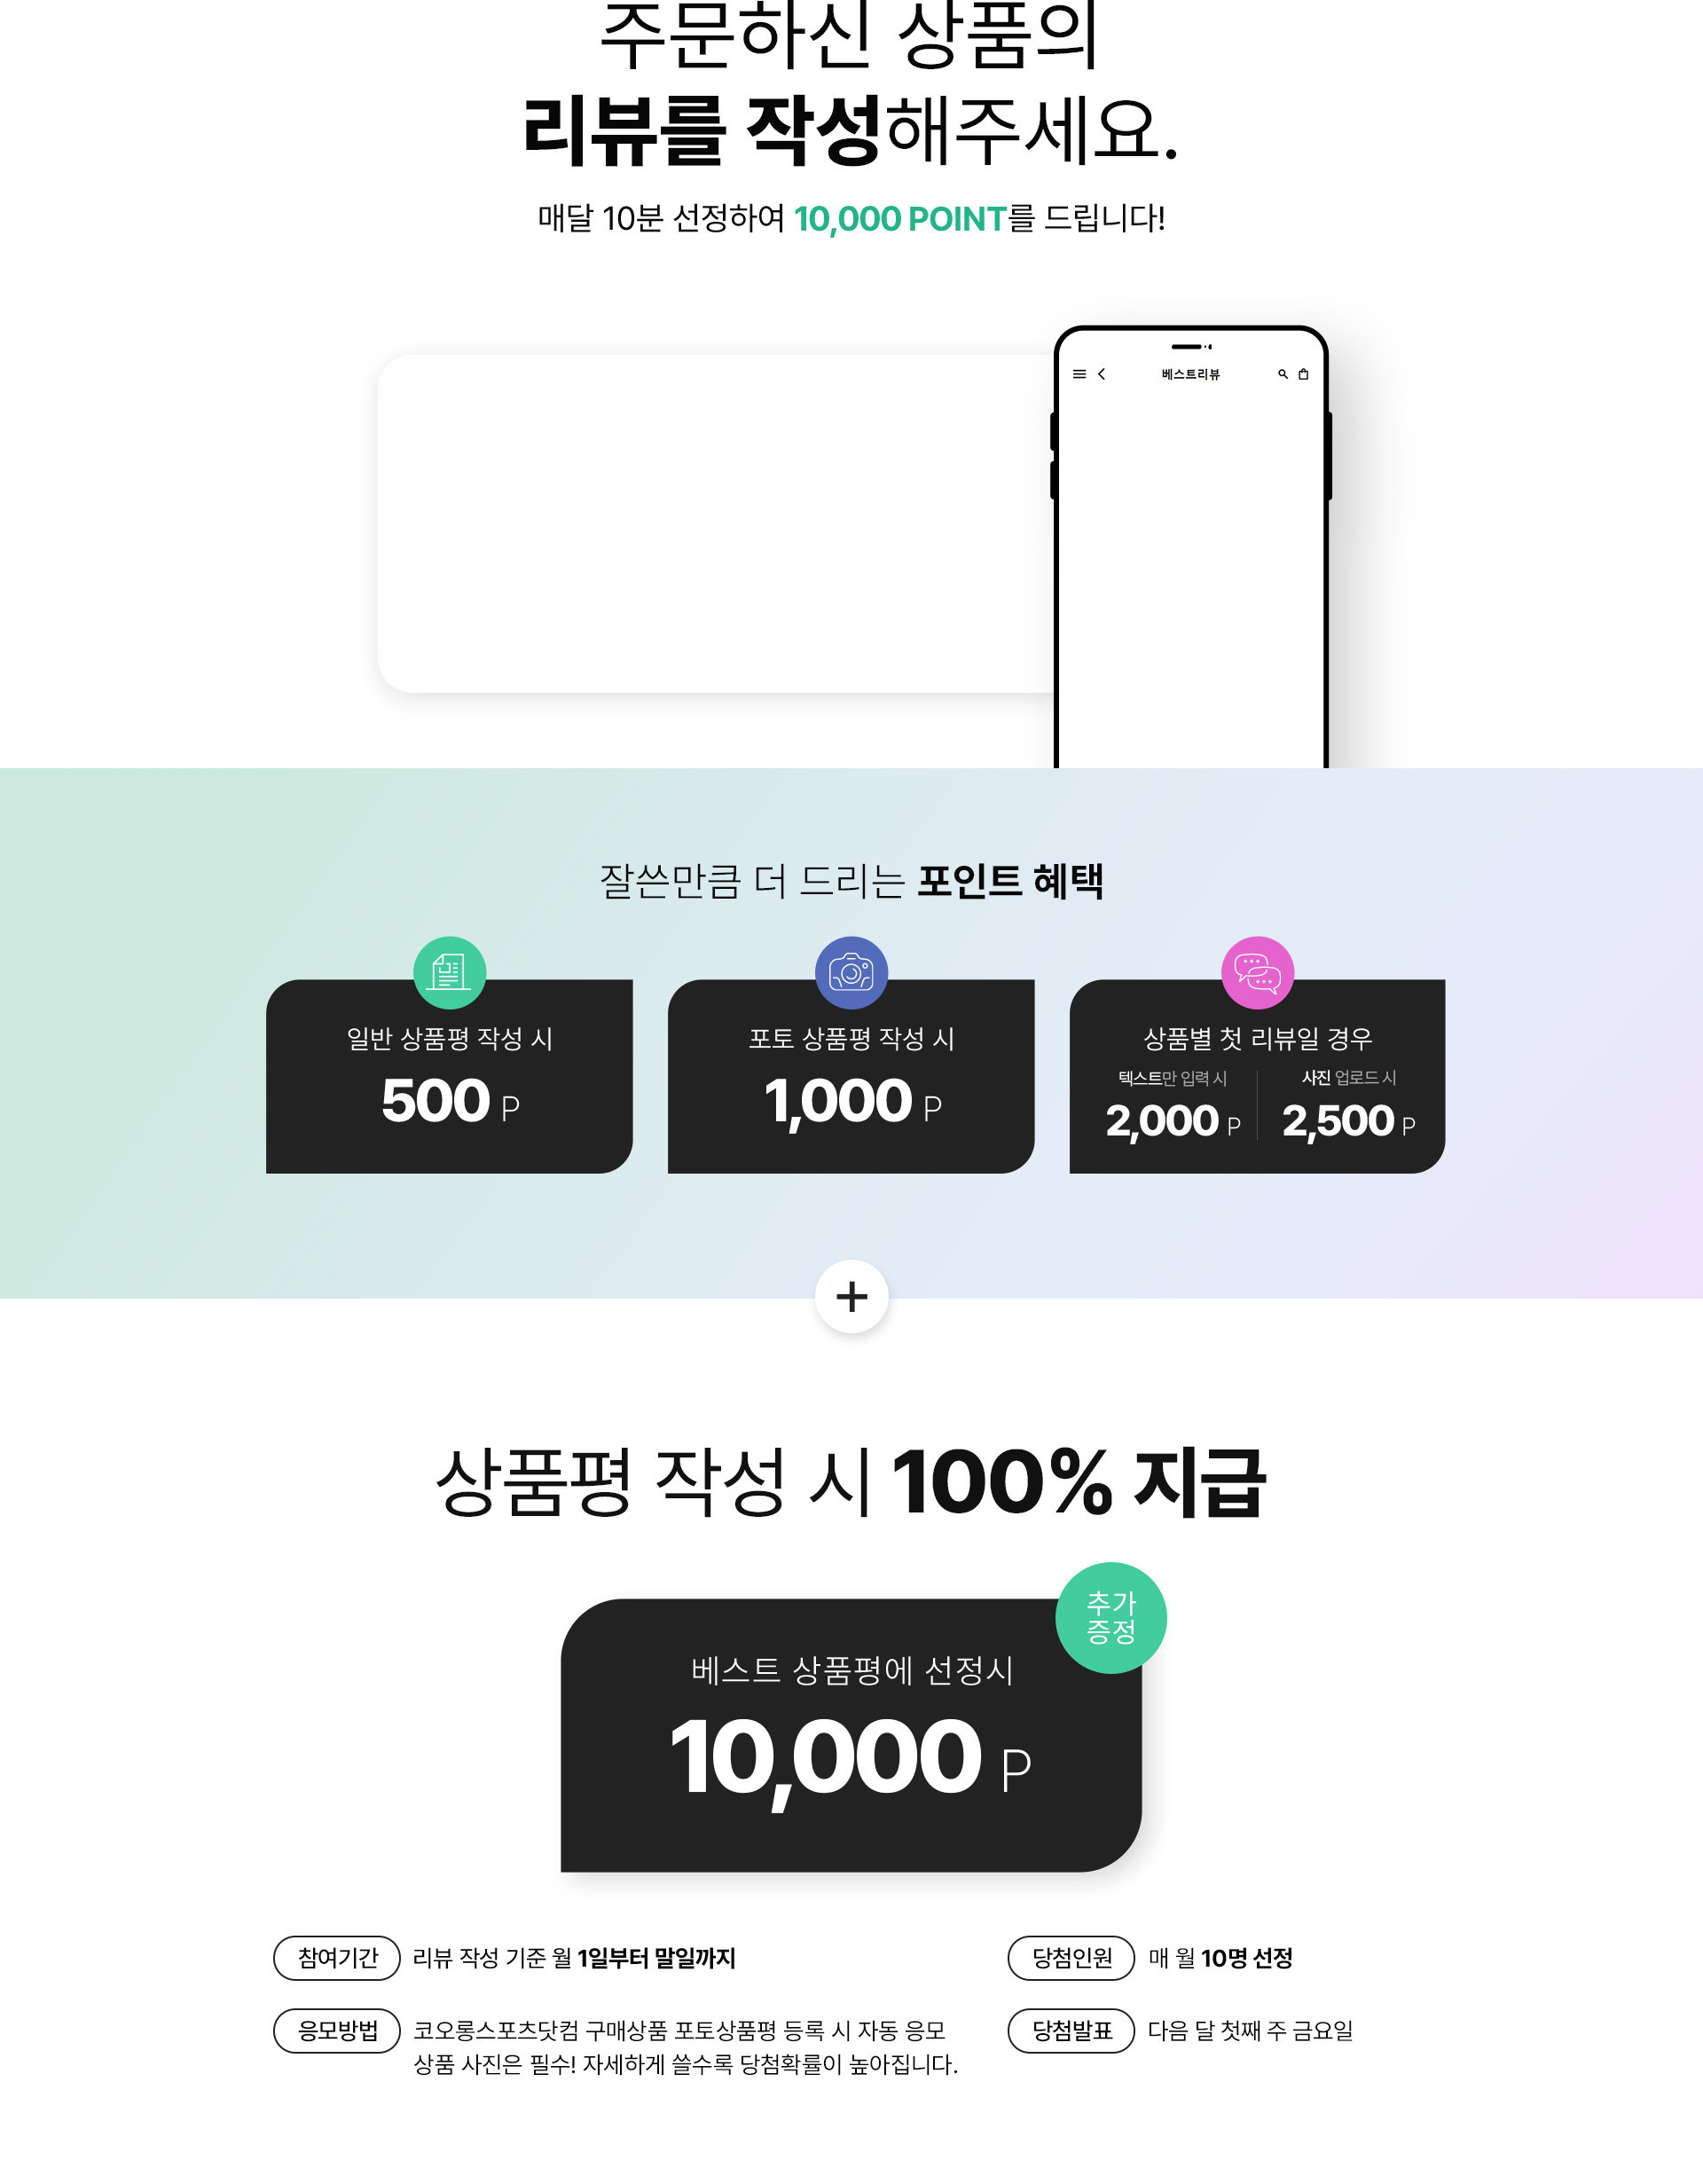 주문하신 상품의
리뷰를 작성해주세요.
매달 10분 선정하여 10,000 POINT를 드립니다!
베스트리뷰
잘쓴만큼 더 드리는 포인트 혜택
일반 상품평 작성 시
500 P
포토 상품평 작성 시
1,000 P
상품별 첫 리뷰일 경우
텍스트만 입력 시
2,000 P
사진 업로드 시
2,500 P
+
상품평 작성 시 100% 지급
추가
증정
베스트 상품평에 선정시
10,000 P
참여기간 리뷰 작성 기준 월 1일부터 말일까지
응모방법 코오롱스포츠닷컴 구매상품 포토상품평 등록 시 자동 응모
상품 사진은 필수! 자세하게 쓸수록 당첨확률이 높아집니다.
당첨인원 매 월 10명 선정
당첨발표 다음 달 첫째 주 금요일